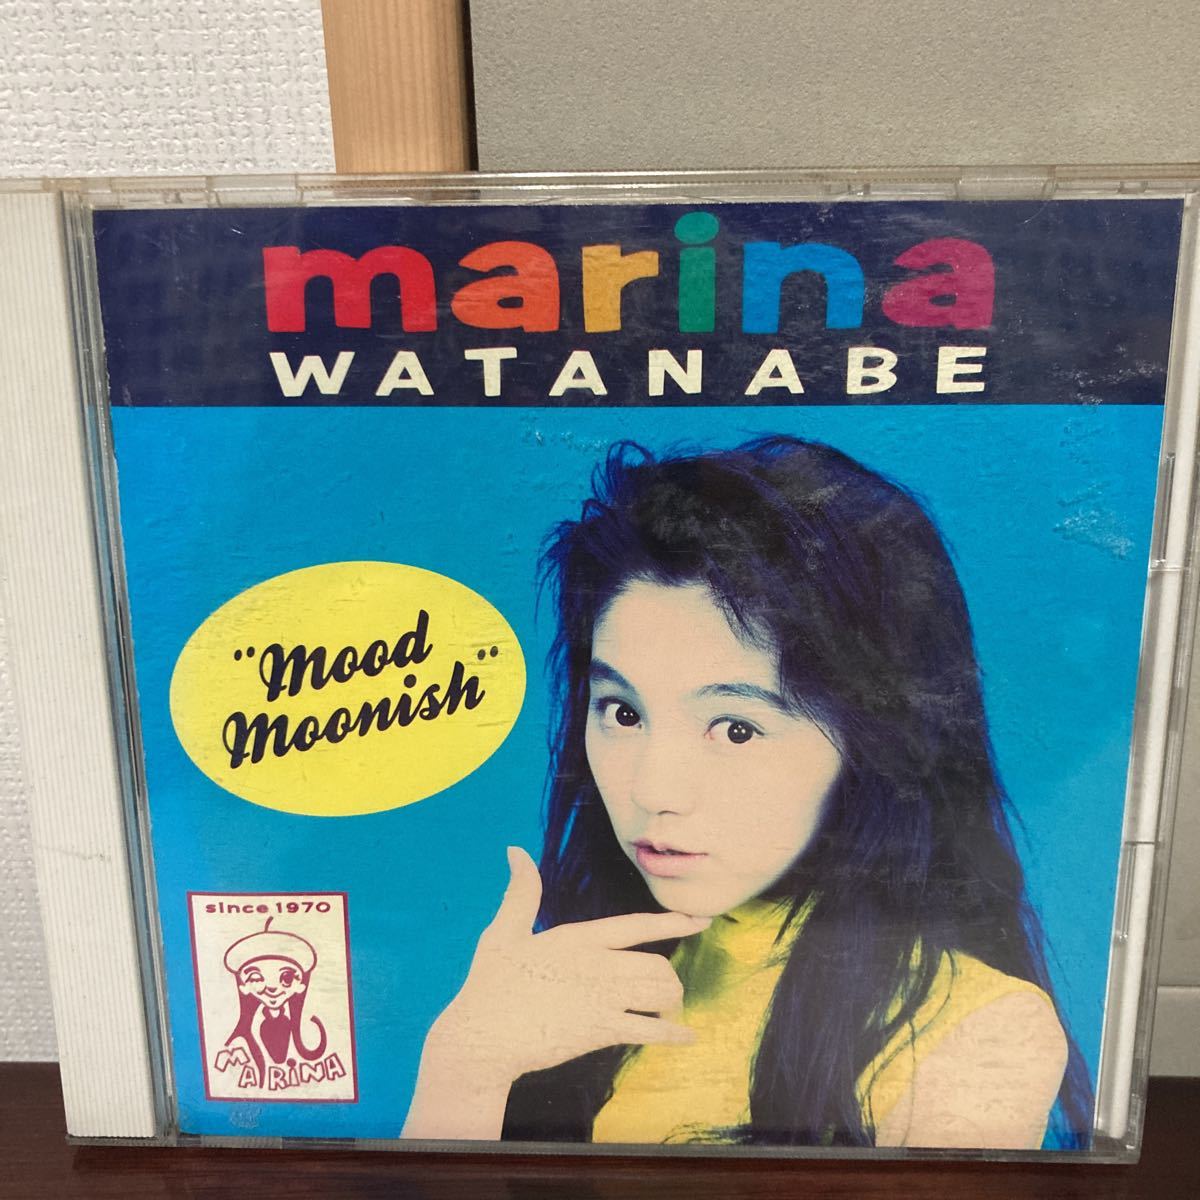 marina
WATANABE
"Mood
Moonish"
since 1970
MARINA